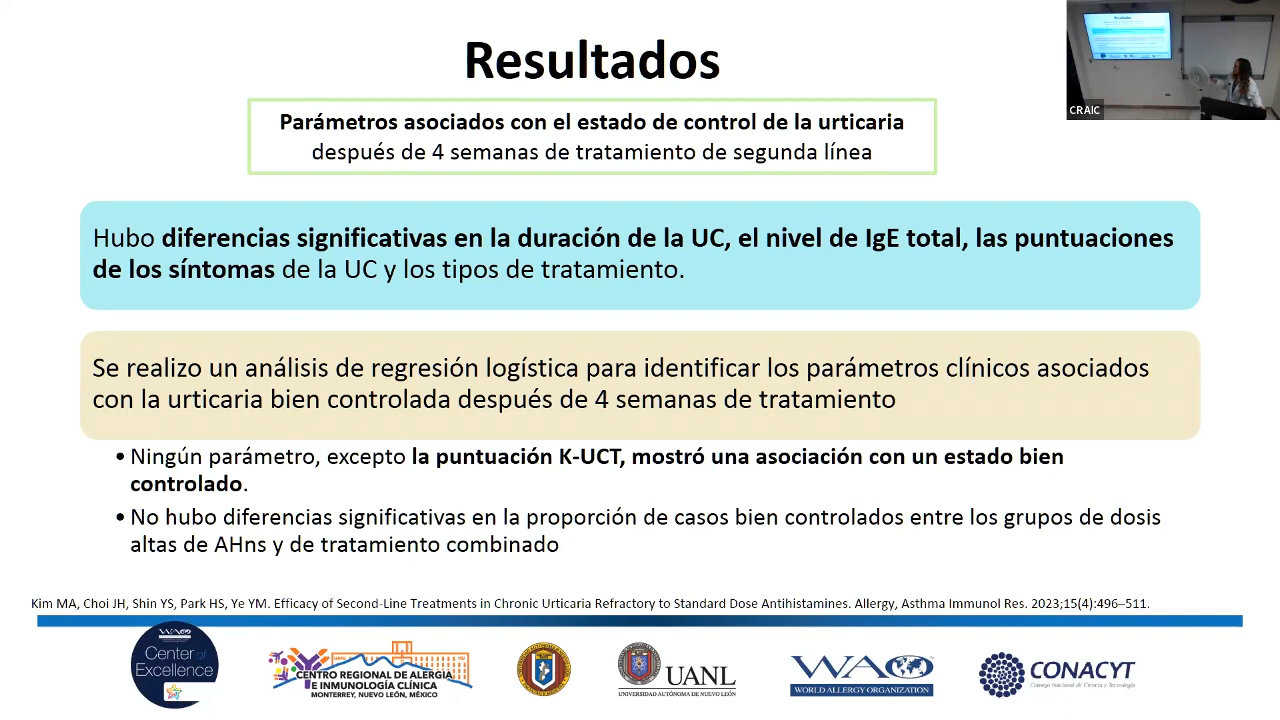 Resultados
CRAIC
Parámetros asociados con el estado de control de la urticaria
después de 4 semanas de tratamiento de segunda línea
Hubo diferencias significativas en la duración de la UC, el nivel de IgE total, las puntuaciones
de los síntomas de la UC y los tipos de tratamiento.
Se realizo un análisis de regresión logística para identificar los parámetros clínicos asociados
con la urticaria bien controlada después de 4 semanas de tratamiento
• Ningún parámetro, excepto la puntuación K-UCT, mostró una asociación con un estado bien
controlado.
• No hubo diferencias significativas en la proporción de casos bien controlados entre los grupos de dosis
altas de AHns y de tratamiento combinado
Kim MA, Choi JH, Shin YS, Park HS, Ye YM. Efficacy of Second-Line Treatments in Chronic Urticaria Refractory to Standard Dose Antihistamines. Allergy, Asthma Immunol Res. 2023;15(4):496–511.
WAO
Center of
Excellence
UANL
CENTRO REGIONAL DE ALERGIA
E INMUNOLOGÍA CLÍNICA
MONTERREY, NUEVO LEÓN, MÉXICO
UANL
UNIVERSIDAD AUTÓNOMA DE NUEVO LEÓN
WAO
WORLD ALLERGY ORGANIZATION
CONACYT
Consejo Nacional de Ciencia y Tecnología